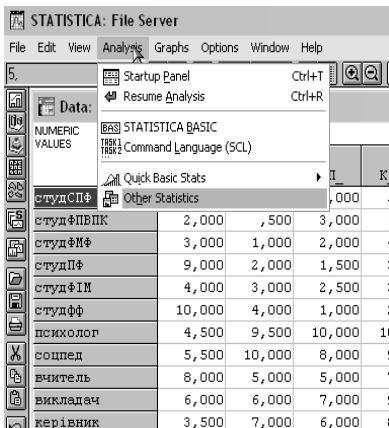 STATISTICA: File Server
File Edit View Analysis Graphs Options Window Help
5,
Startup Panel Ctrl+T
Resume Analysis Ctrl+R
BAS STATISTICA BASIC
TASK1 TASK2 Command Language (SCL)
Quick Basic Stats
Other Statistics
Data:
NUMERIC
VALUES
П_ К
студСПФ ,000
студФПВПК 2,000 ,500 3,000
студФМФ 3,000 1,000 2,000
студПФ 9,000 2,000 1,500
студФІМ 4,000 3,000 2,500
студфф 10,000 4,000 1,000
психолог 4,500 9,500 10,000
соцпед 5,500 10,000 8,000
вчитель 8,000 5,000 5,000
викладач 6,000 6,000 7,000
керівник 3,500 7,000 6,000